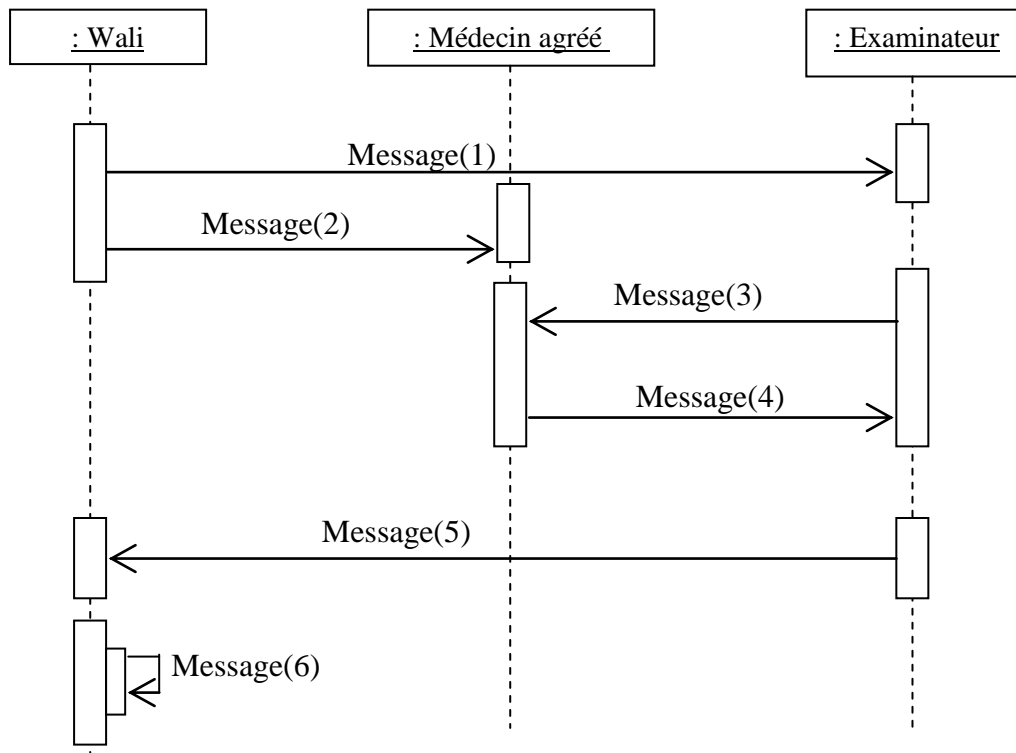 : Wali
: Médecin agréé
: Examinateur
Message(1)
Message(2)
Message(3)
Message(4)
Message(5)
Message(6)